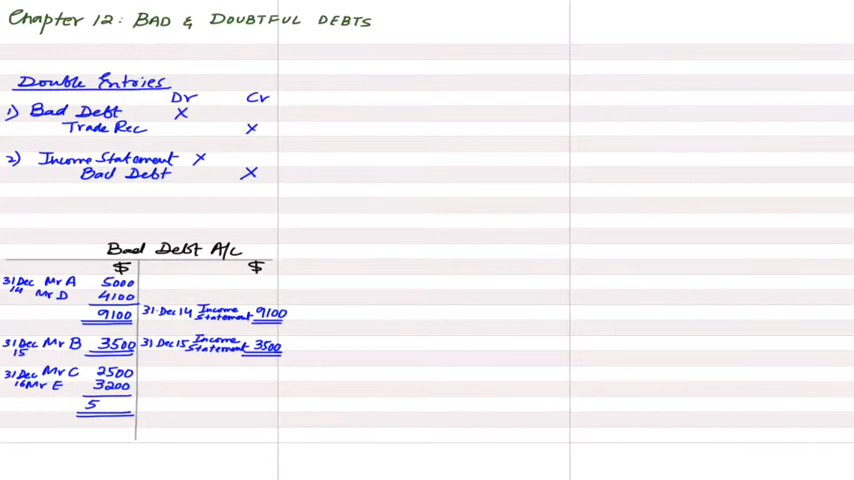 Chapter 12: BAD & DOUBTFUL DEBTS
Double Entries
Dr Cr
1) Bad Debt X
Trade Rec X
2) Income Statement X
Bad Debt X
Bad Debt A/c
$ $
31 Dec 14 Mr A 5000
Mr D 4100
9100 31 Dec 14 Income Statement 9100
31 Dec 15 Mr B 3500 31 Dec 15 Income Statement 3500
31 Dec 16 Mr C 2500
Mr E 3200
5